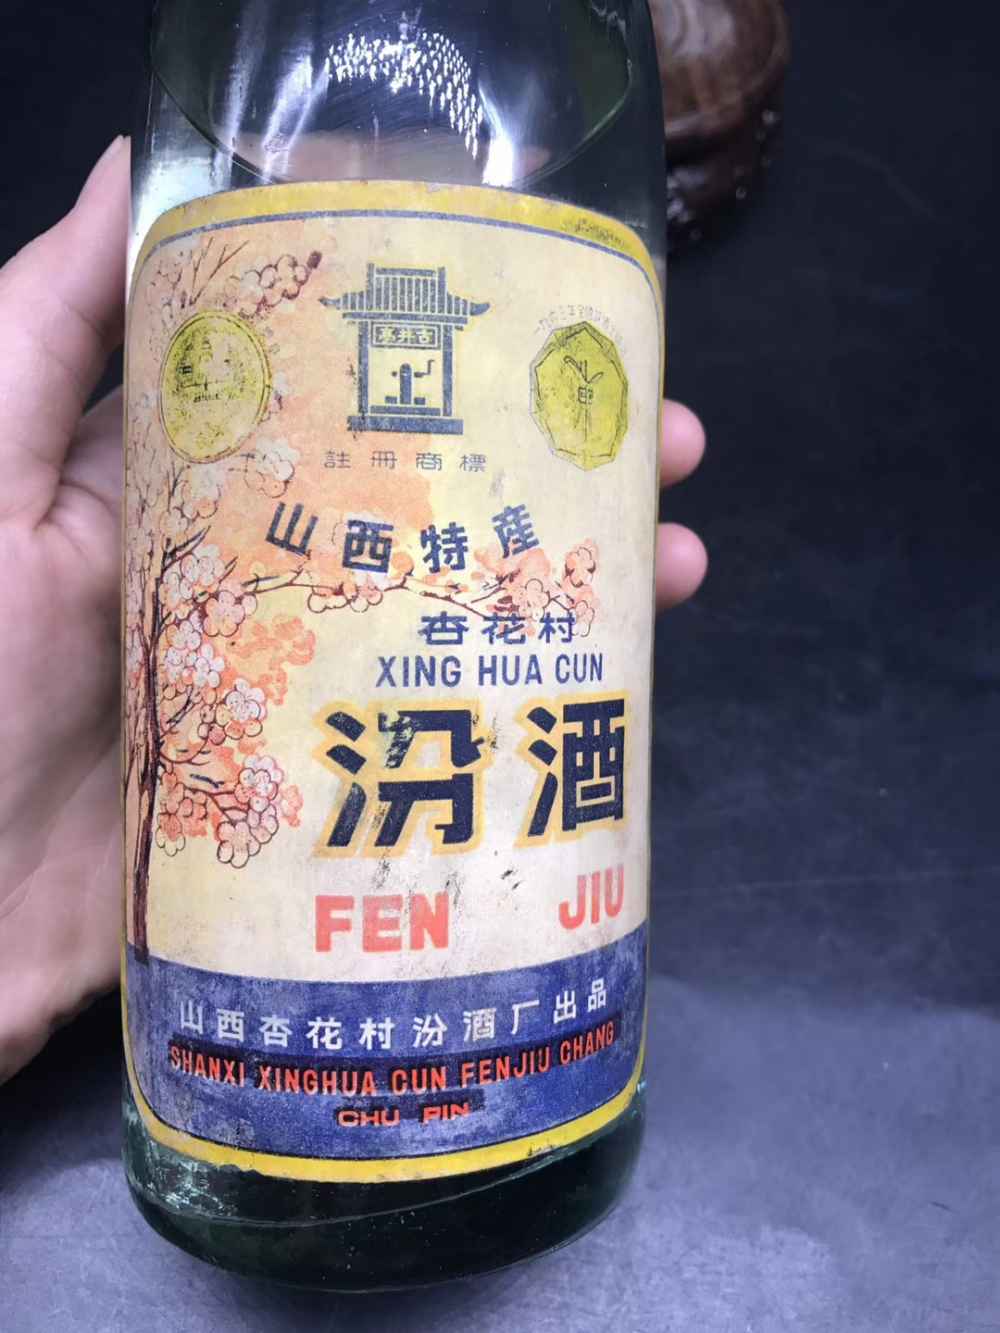 古井亭
註冊商標
山西特産
杏花村
XING HUA CUN
汾酒
FEN JIU
山西杏花村汾酒厂出品
SHANXI XINGHUA CUN FENJIU CHANG
CHU PIN